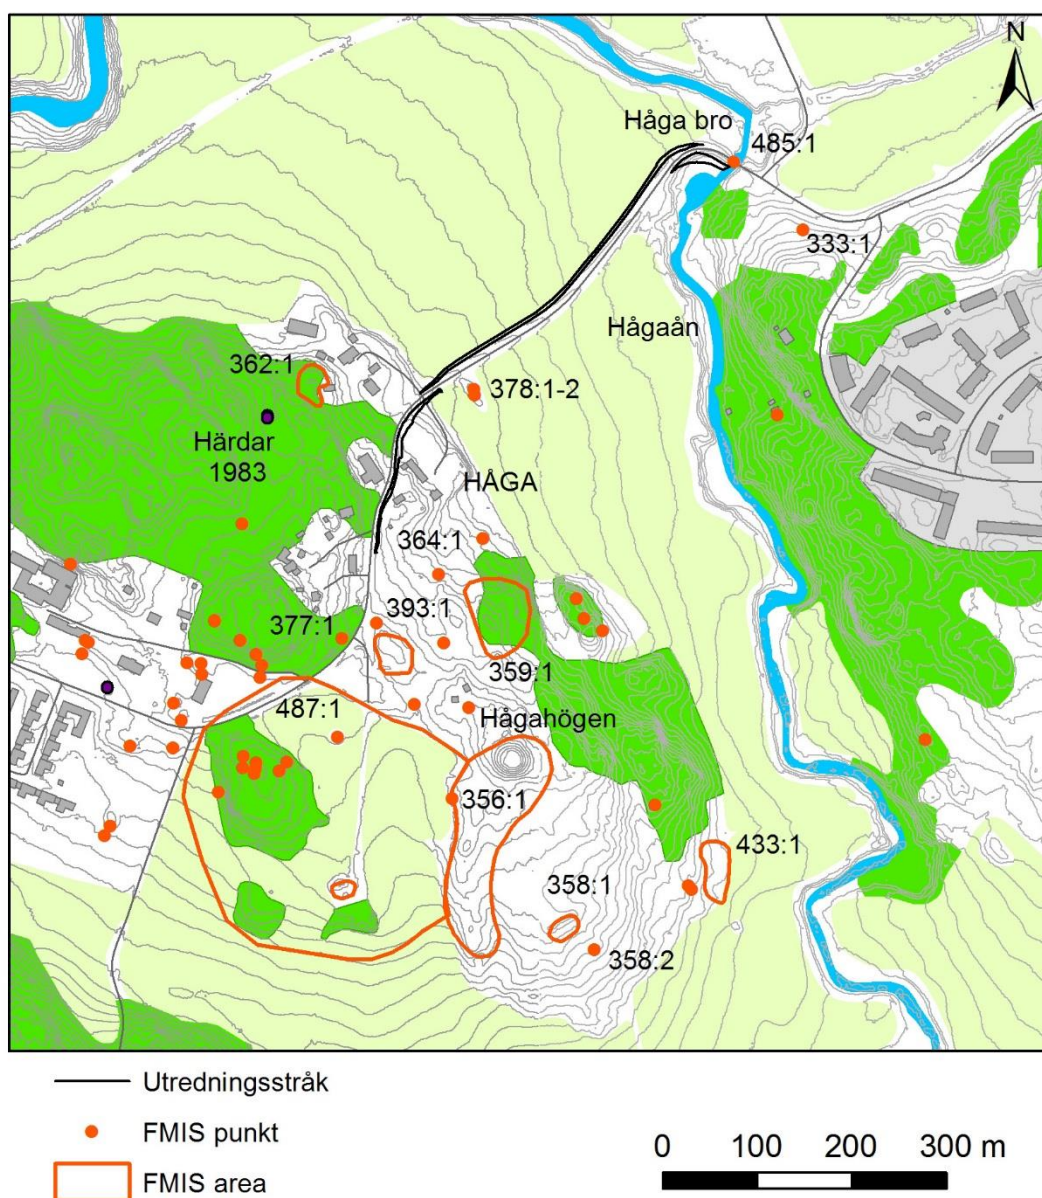 N
Håga bro
485:1
333:1
Hågaån
362:1
378:1-2
Härdar
1983
HÅGA
364:1
393:1
377:1
359:1
487:1
Hågahögen
356:1
433:1
358:1
358:2
Utredningsstråk
FMIS punkt
FMIS area
0 100 200 300 m